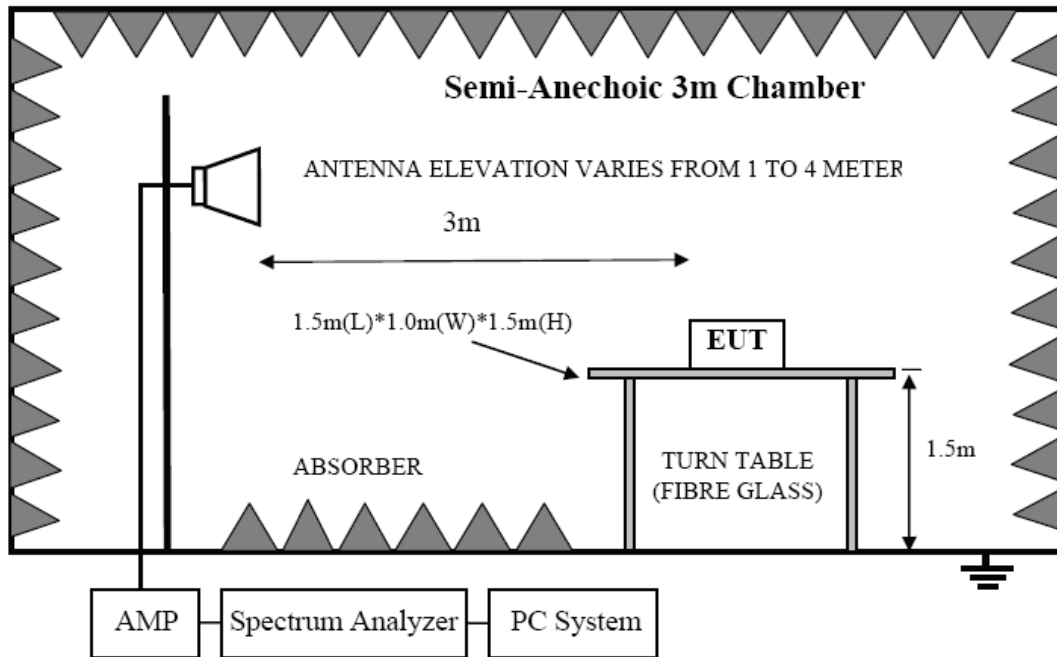 Semi-Anechoic 3m Chamber
ANTENNA ELEVATION VARIES FROM 1 TO 4 METER
3m
1.5m(L)*1.0m(W)*1.5m(H)
EUT
1.5m
ABSORBER
TURN TABLE
(FIBRE GLASS)
AMP
Spectrum Analyzer
PC System